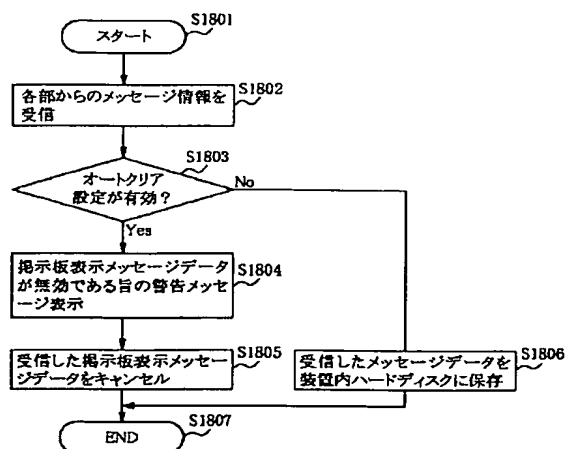 S1801
スタート
S1802
各部からのメッセージ情報を
受信
S1803
オートクリア
設定が有効？
No
Yes
S1804
掲示板表示メッセージデータ
が無効である旨の警告メッセ
ージ表示
S1805
受信した掲示板表示メッセー
ジデータをキャンセル
S1806
受信したメッセージデータを
装置内ハードディスクに保存
S1807
END